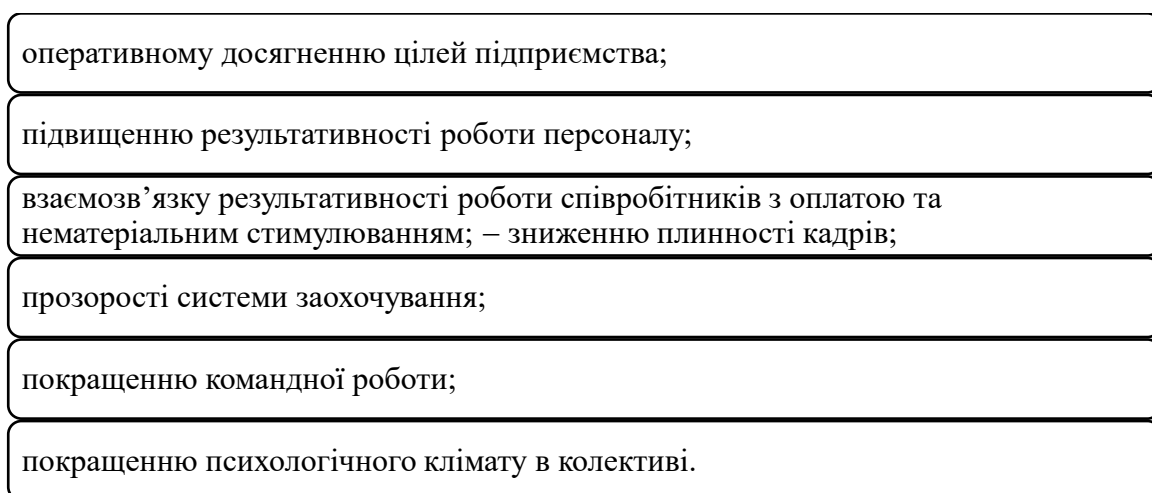 оперативному досягненню цілей підприємства;
підвищенню результативності роботи персоналу;
взаємозв’язку результативності роботи співробітників з оплатою та
нематеріальним стимулюванням; – зниженню плинності кадрів;
прозорості системи заохочування;
покращенню командної роботи;
покращенню психологічного клімату в колективі.